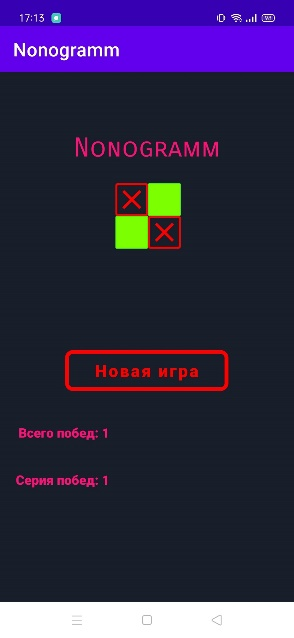 17:13
Nonogramm
Nonogramm
Новая игра
Всего побед: 1
Серия побед: 1